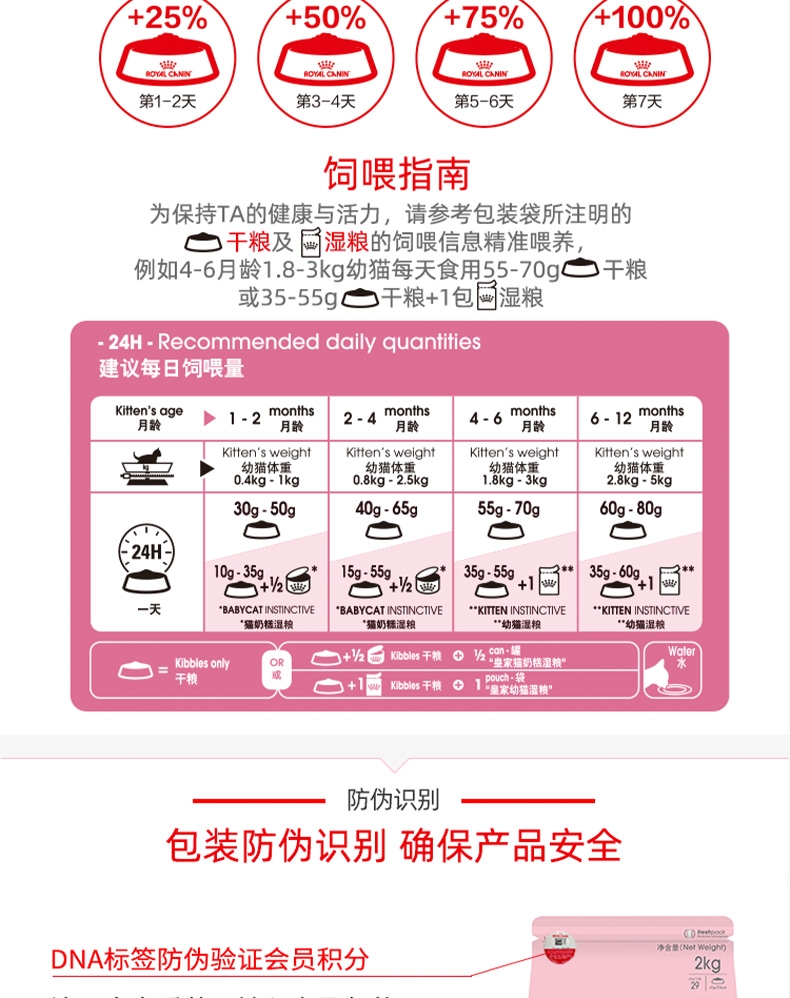 +25%
+50%
+75%
+100%
ROYAL CANIN
ROYAL CANIN
ROYAL CANIN
ROYAL CANIN
第1-2天
第3-4天
第5-6天
第7天
饲喂指南
为保持TA的健康与活力，请参考包装袋所注明的
干粮及湿粮的饲喂信息精准喂养，
例如4-6月龄1.8-3kg幼猫每天食用55-70g干粮
或35-55g干粮+1包湿粮
- 24H - Recommended daily quantities
建议每日饲喂量
Kitten's age
月龄
1 - 2 months
月龄
2 - 4 months
月龄
4 - 6 months
月龄
6 - 12 months
月龄
kg
Kitten's weight
幼猫体重
0.4kg - 1kg
Kitten's weight
幼猫体重
0.8kg - 2.5kg
Kitten's weight
幼猫体重
1.8kg - 3kg
Kitten's weight
幼猫体重
2.8kg - 5kg
24H
一天
30g - 50g
40g - 65g
55g - 70g
60g - 80g
10g - 35g
+½ *
15g - 55g
+½ *
35g - 55g
+1 **
35g - 60g
+1 **
*BABYCAT INSTINCTIVE
*猫奶糕湿粮
*BABYCAT INSTINCTIVE
*猫奶糕湿粮
**KITTEN INSTINCTIVE
**幼猫湿粮
**KITTEN INSTINCTIVE
**幼猫湿粮
= Kibbles only
干粮
OR
或
+½ Kibbles 干粮 + ½ can - 罐
"皇家猫奶糕湿粮"
+1 Kibbles 干粮 + 1 pouch - 袋
"皇家幼猫湿粮"
Water
水
防伪识别
包装防伪识别 确保产品安全
DNA标签防伪验证会员积分
freshpack
净含量(Net Weight)
2kg
29